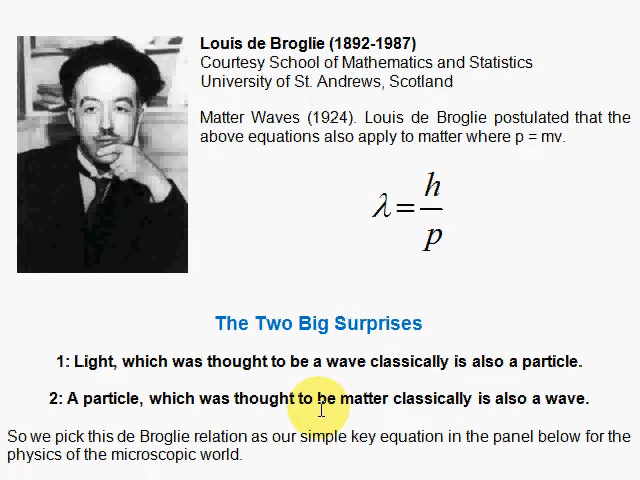 Louis de Broglie (1892-1987)
Courtesy School of Mathematics and Statistics
University of St. Andrews, Scotland
Matter Waves (1924). Louis de Broglie postulated that the
above equations also apply to matter where p = mv.
λ = h/p
The Two Big Surprises
1: Light, which was thought to be a wave classically is also a particle.
2: A particle, which was thought to be matter classically is also a wave.
So we pick this de Broglie relation as our simple key equation in the panel below for the
physics of the microscopic world.